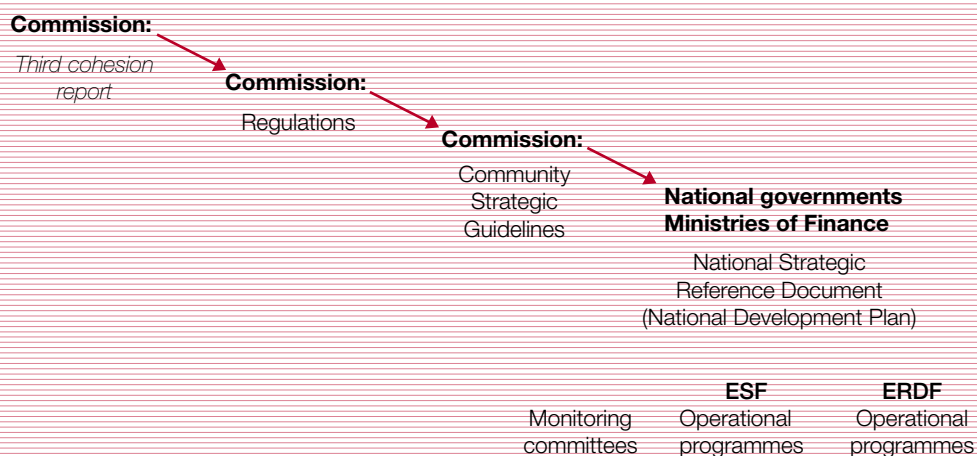 Commission:
Third cohesion
report
Commission:
Regulations
Commission:
Community
Strategic
Guidelines
National governments
Ministries of Finance
National Strategic
Reference Document
(National Development Plan)
Monitoring
committees
ESF
Operational
programmes
ERDF
Operational
programmes